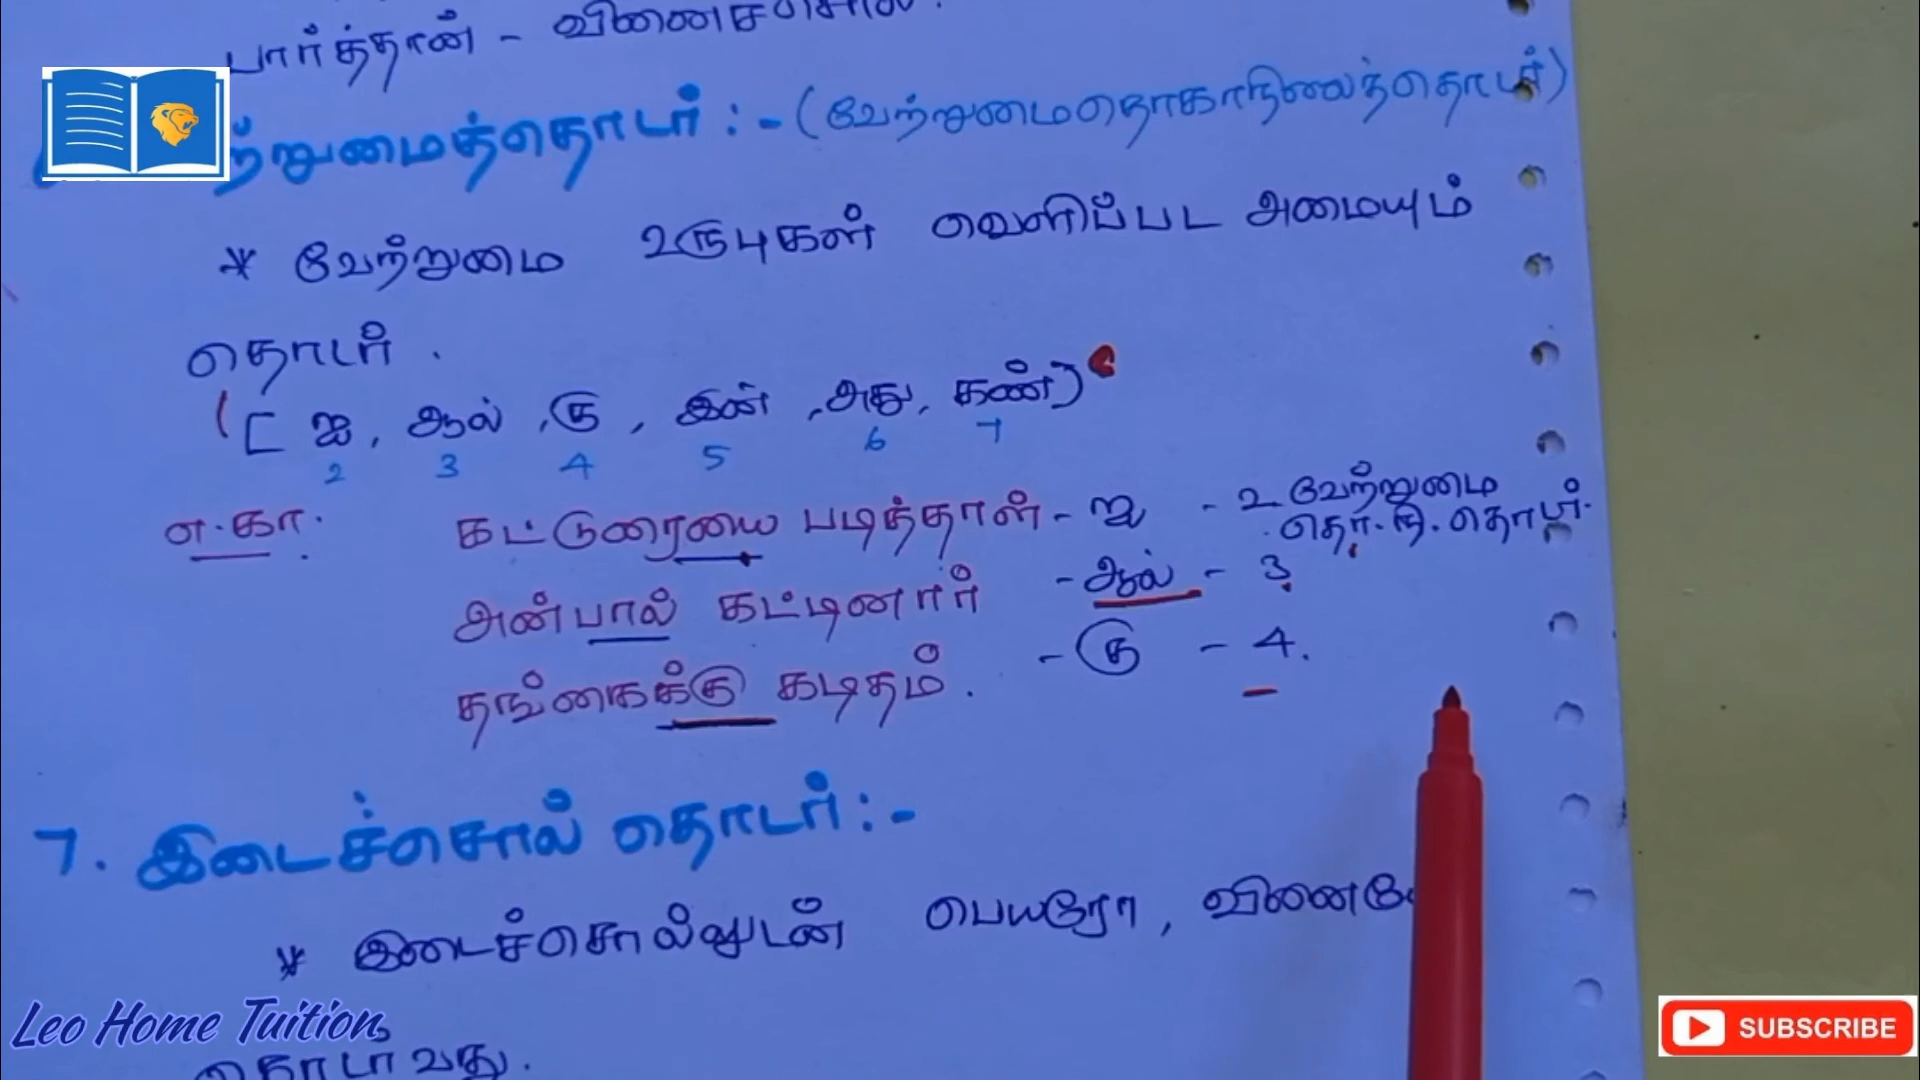 பார்த்தான் - வினைச்சொல்.
ற்றுமைத்தொடர் :- (வேற்றுமைதொகாநிலைத்தொடர்)
* வேற்றுமை உருபுகள் வெளிப்பட அமையும்
தொடர்.
([ ஐ, ஆல், கு, இன், அது, கண்)
2 3 4 5 6 7
எ.கா. கட்டுரையை படித்தாள் - ஐ - 2 வேற்றுமை
தொ.நி.தொடர்.
அன்பால் கட்டினார் - ஆல் - 3
தங்கைக்கு கடிதம். - கு - 4.
7. இடைச்சொல் தொடர் :-
* இடைச்சொல்லுடன் பெயரோ, வினையோ
Leo Home Tuition
தொடர்வது.
SUBSCRIBE